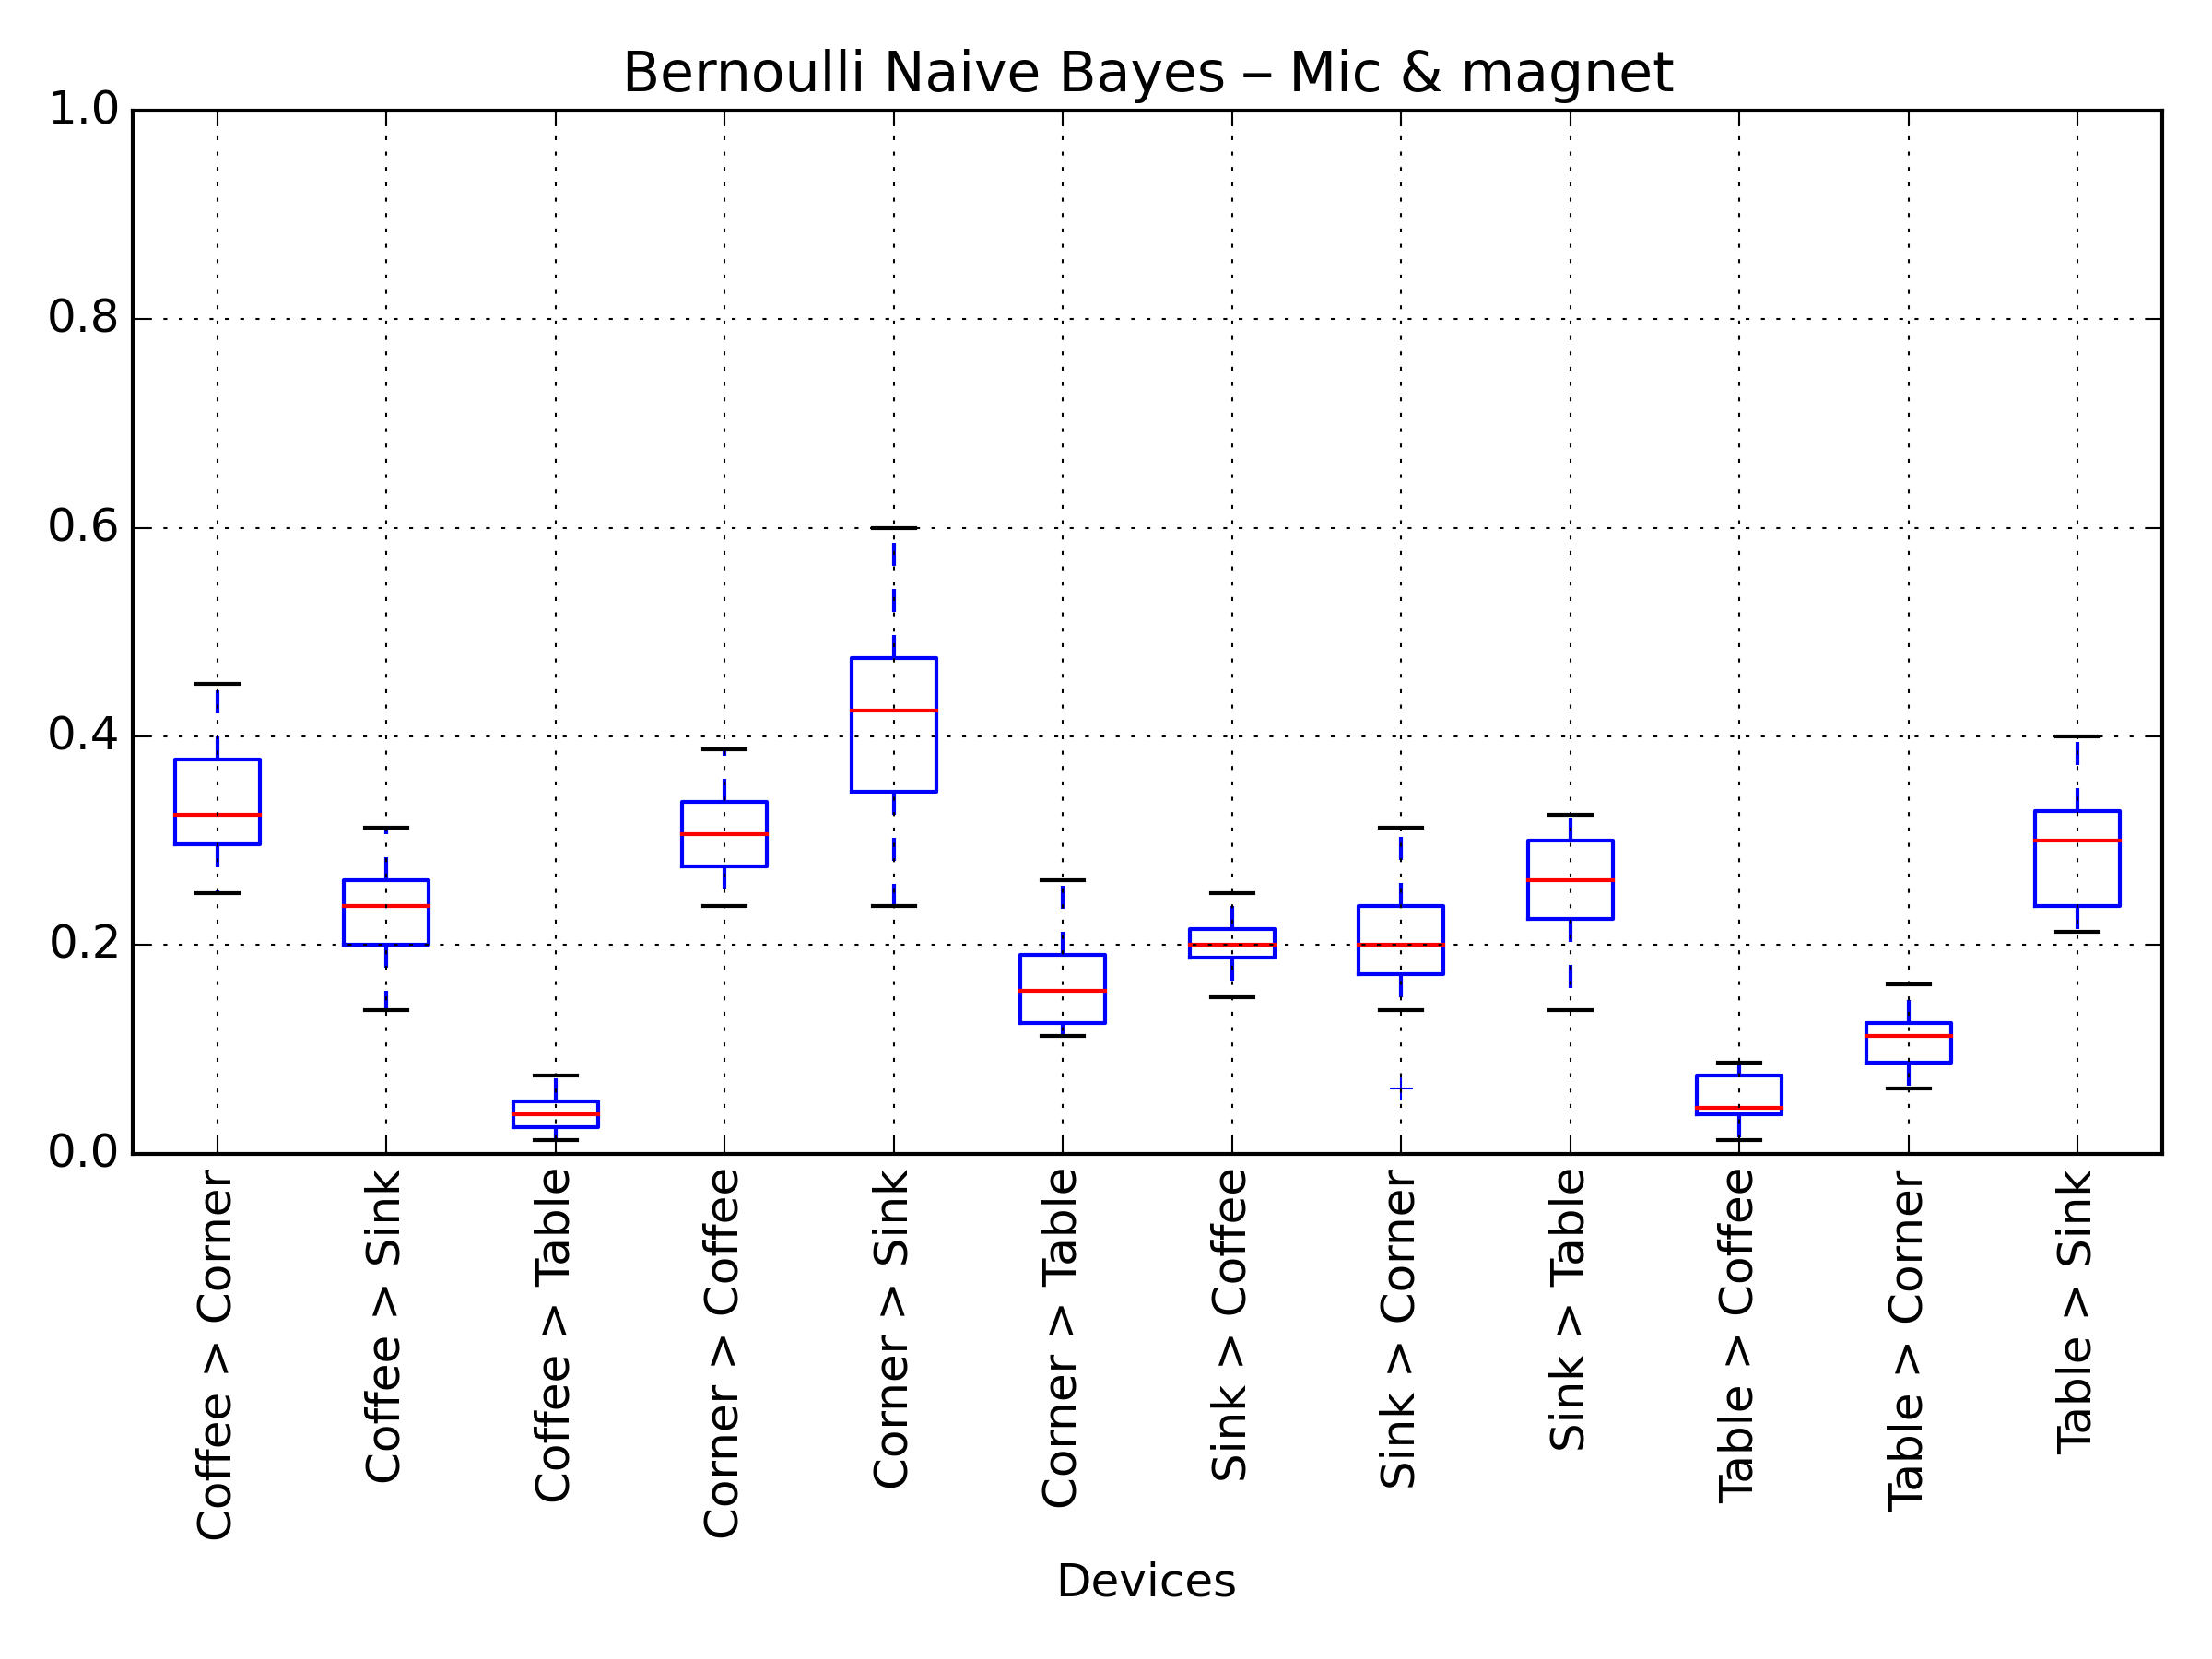 Bernoulli Naive Bayes – Mic & magnet
1.0
0.8
0.6
0.4
0.2
0.0
Coffee > Corner
Coffee > Sink
Coffee > Table
Corner > Coffee
Corner > Sink
Corner > Table
Sink > Coffee
Sink > Corner
Sink > Table
Table > Coffee
Table > Corner
Table > Sink
Devices